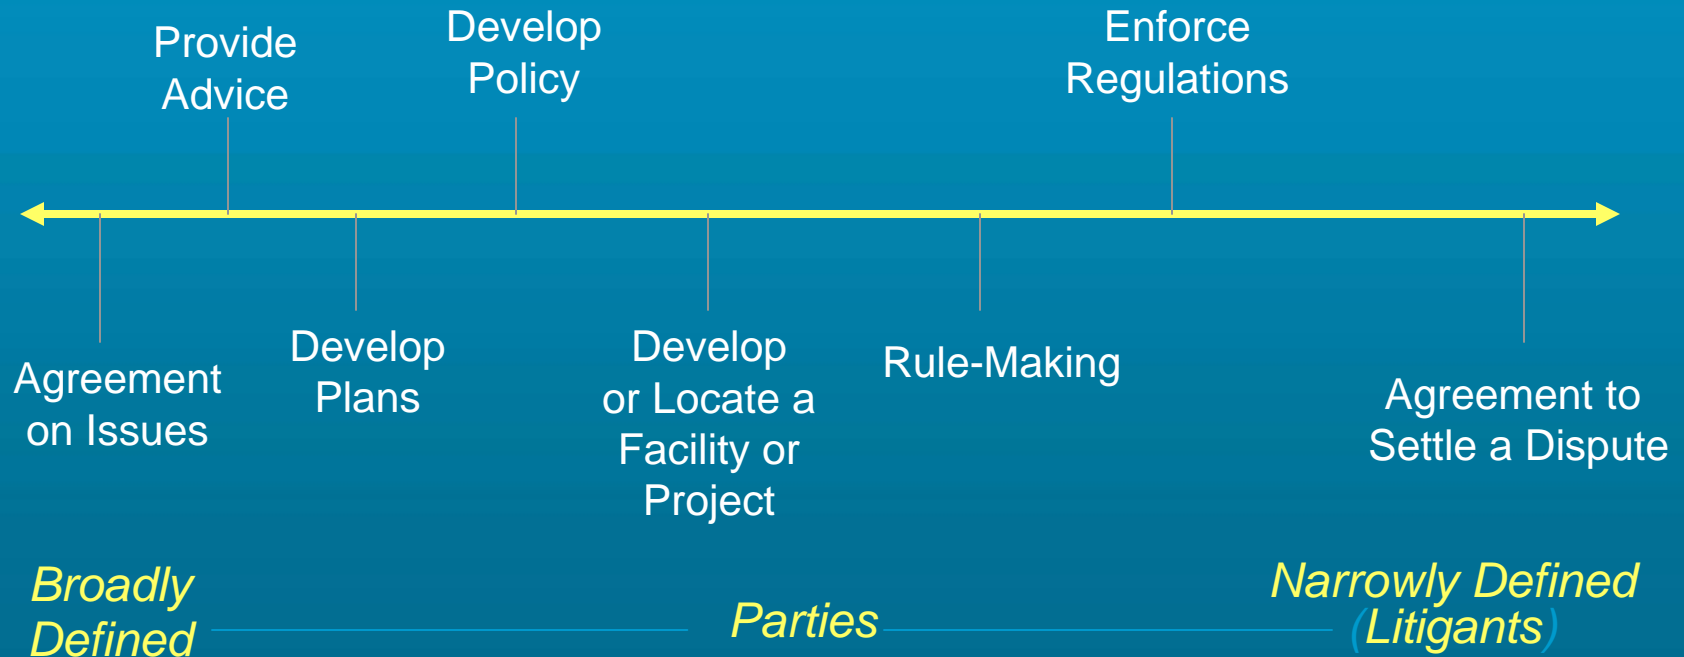 Provide
Advice
Develop
Policy
Enforce
Regulations
Agreement
on Issues
Develop
Plans
Develop
or Locate a
Facility or
Project
Rule-Making
Agreement to
Settle a Dispute
Broadly
Defined
Parties
Narrowly Defined
(Litigants)